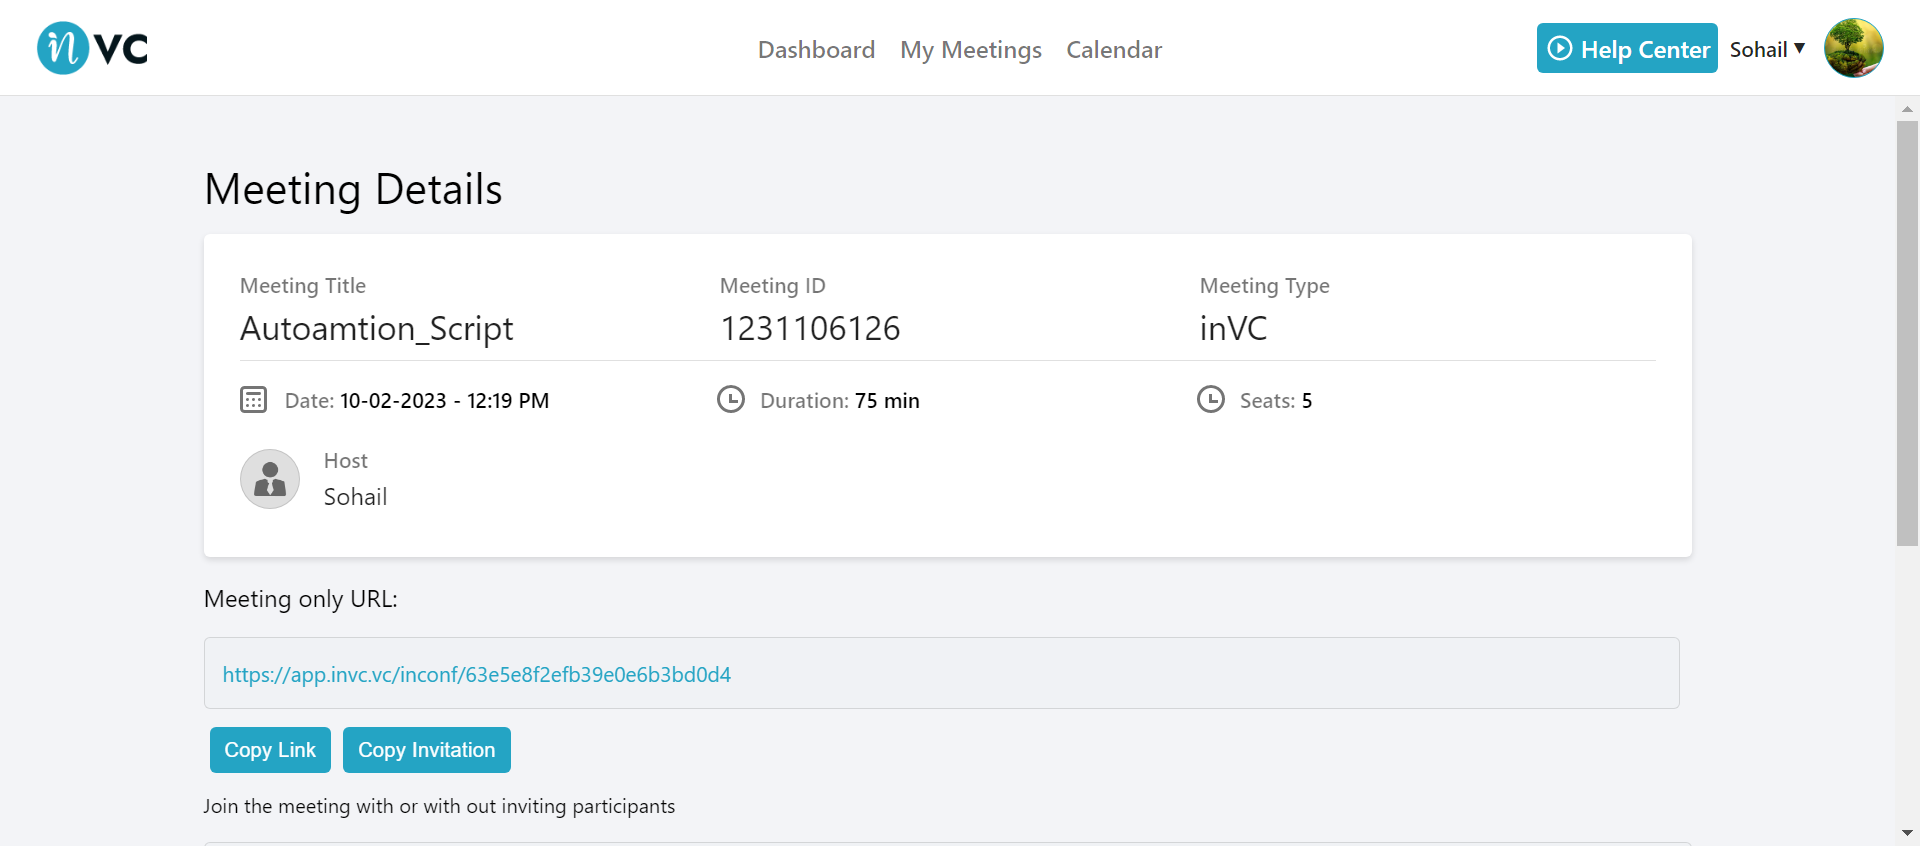 in VC
Dashboard My Meetings Calendar
Help Center Sohail
Meeting Details
Meeting Title Meeting ID Meeting Type
Autoamtion_Script 1231106126 inVC
Date: 10-02-2023 - 12:19 PM Duration: 75 min Seats: 5
Host
Sohail
Meeting only URL:
https://app.invc.vc/inconf/63e5e8f2efb39e0e6b3bd0d4
Copy Link Copy Invitation
Join the meeting with or with out inviting participants